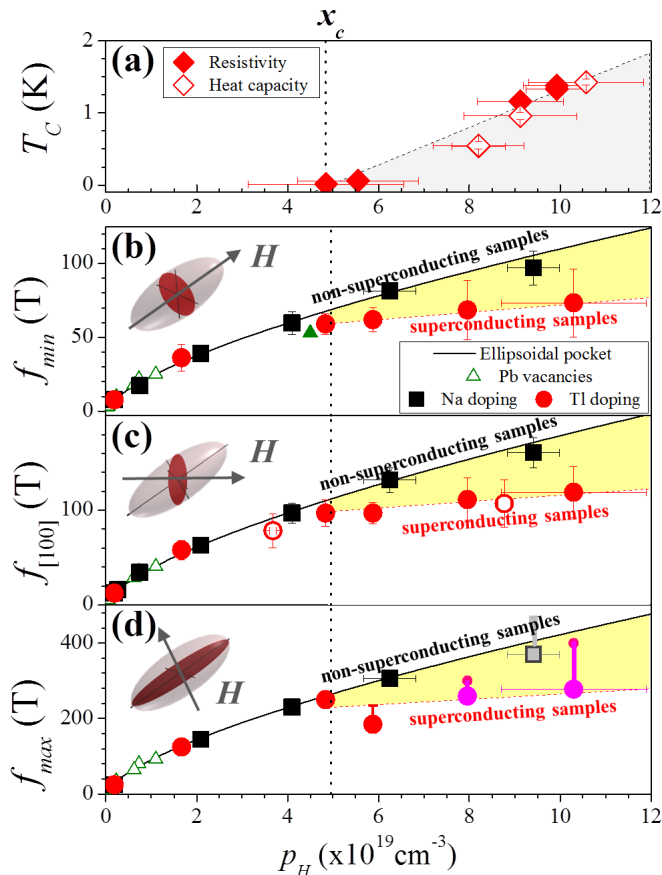 x_c
(a)
T_C (K)
2
1
0
Resistivity
Heat capacity
0 2 4 6 8 10 12
(b)
f_min (T)
100
50
0
H
non-superconducting samples
superconducting samples
Ellipsoidal pocket
Pb vacancies
Na doping
Tl doping
(c)
f_[100] (T)
100
0
H
non-superconducting samples
superconducting samples
(d)
f_max (T)
400
200
0
H
non-superconducting samples
superconducting samples
0 2 4 6 8 10 12
p_H (x10^19cm^-3)